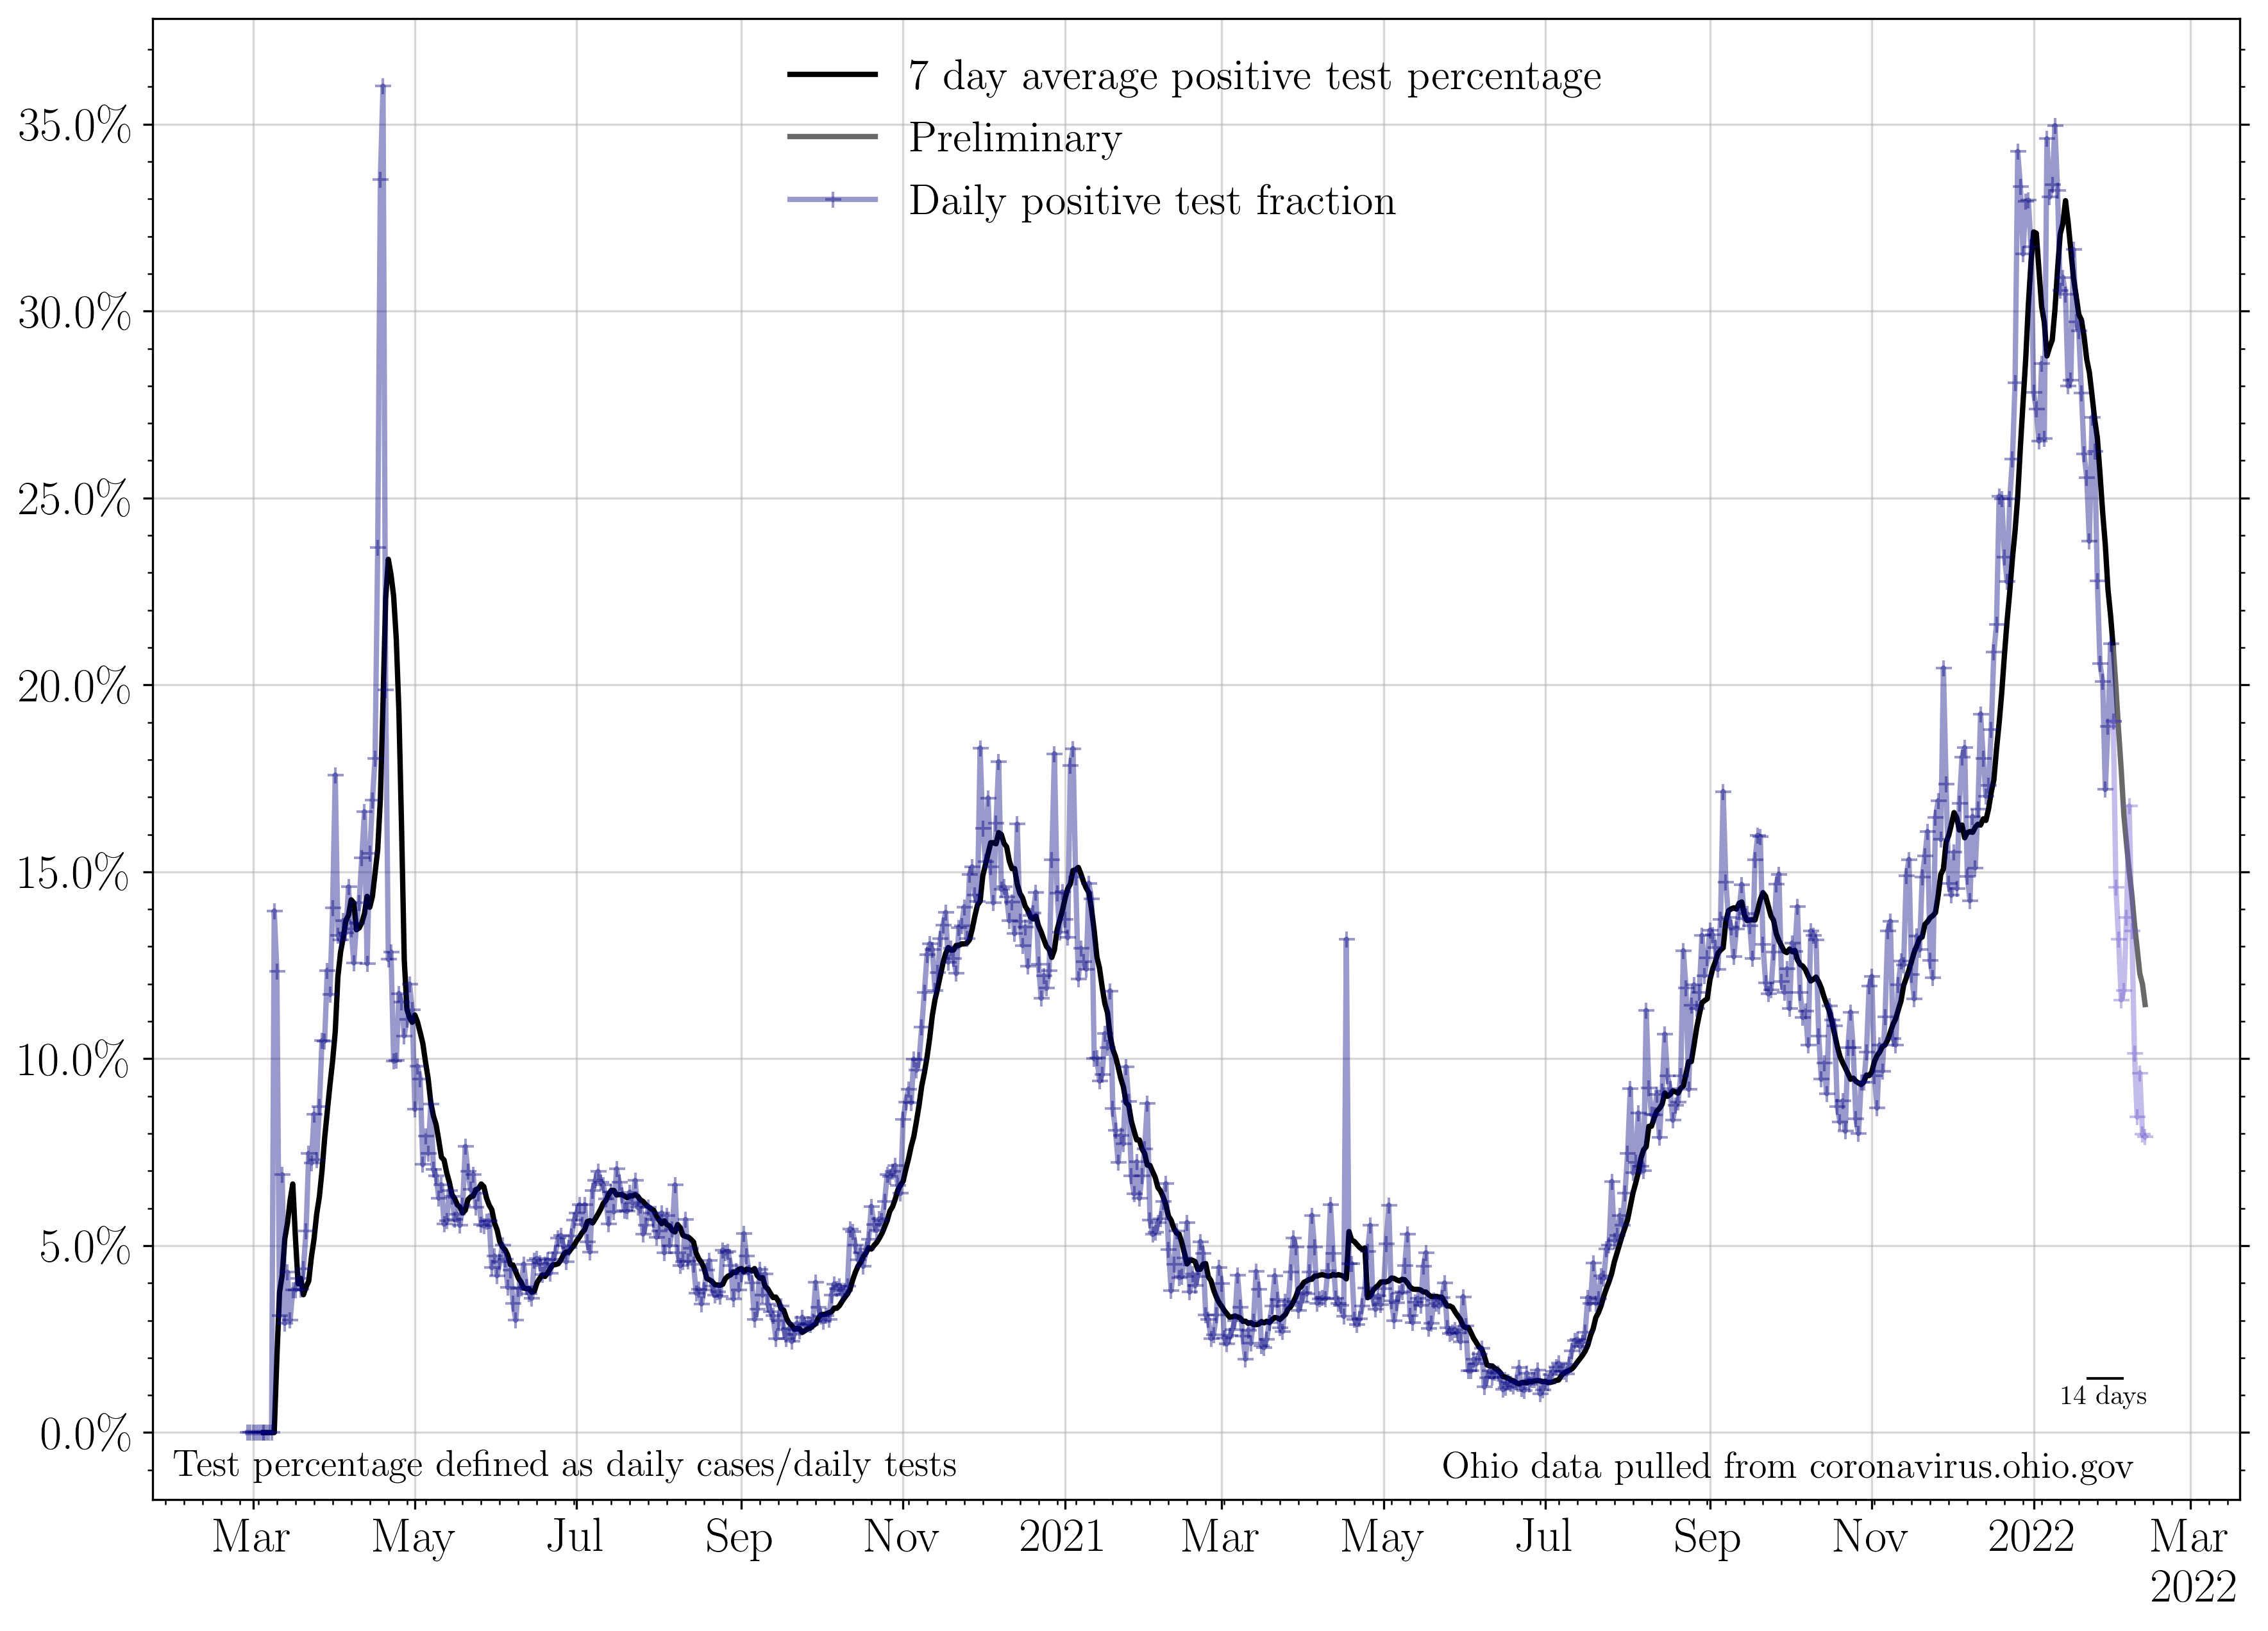 7 day average positive test percentage
Preliminary
Daily positive test fraction
35.0%
30.0%
25.0%
20.0%
15.0%
10.0%
5.0%
0.0%
14 days
Test percentage defined as daily cases/daily tests
Ohio data pulled from coronavirus.ohio.gov
Mar May Jul Sep Nov 2021 Mar May Jul Sep Nov 2022 Mar
2022